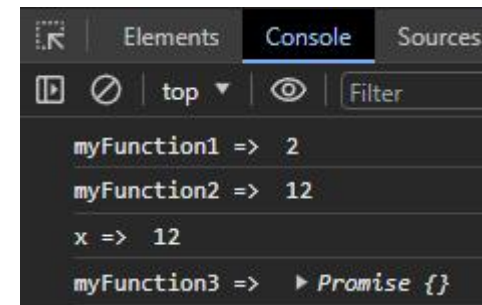 Elements Console Sources
top ▼ Filter
myFunction1 => 2
myFunction2 => 12
x => 12
myFunction3 => ▶ Promise {}